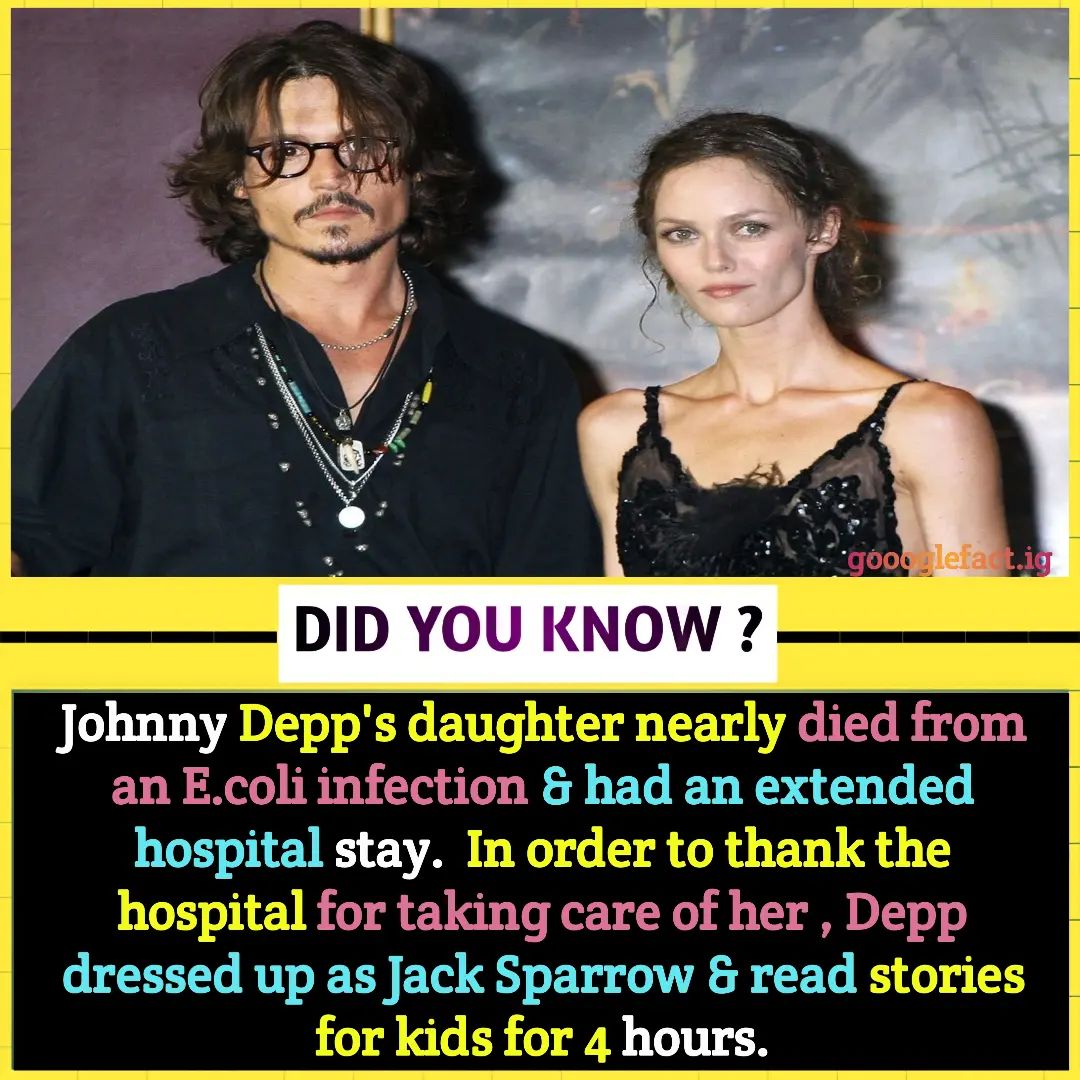 goooglefact.ig
DID YOU KNOW ?
Johnny Depp's daughter nearly died from
an E.coli infection & had an extended
hospital stay. In order to thank the
hospital for taking care of her , Depp
dressed up as Jack Sparrow & read stories
for kids for 4 hours.